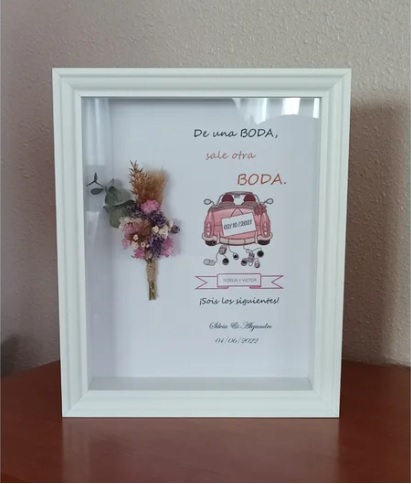 De una BODA,
sale otra
BODA.
¡Sois los siguientes!
Silvia & Alejandro
04/06/2022